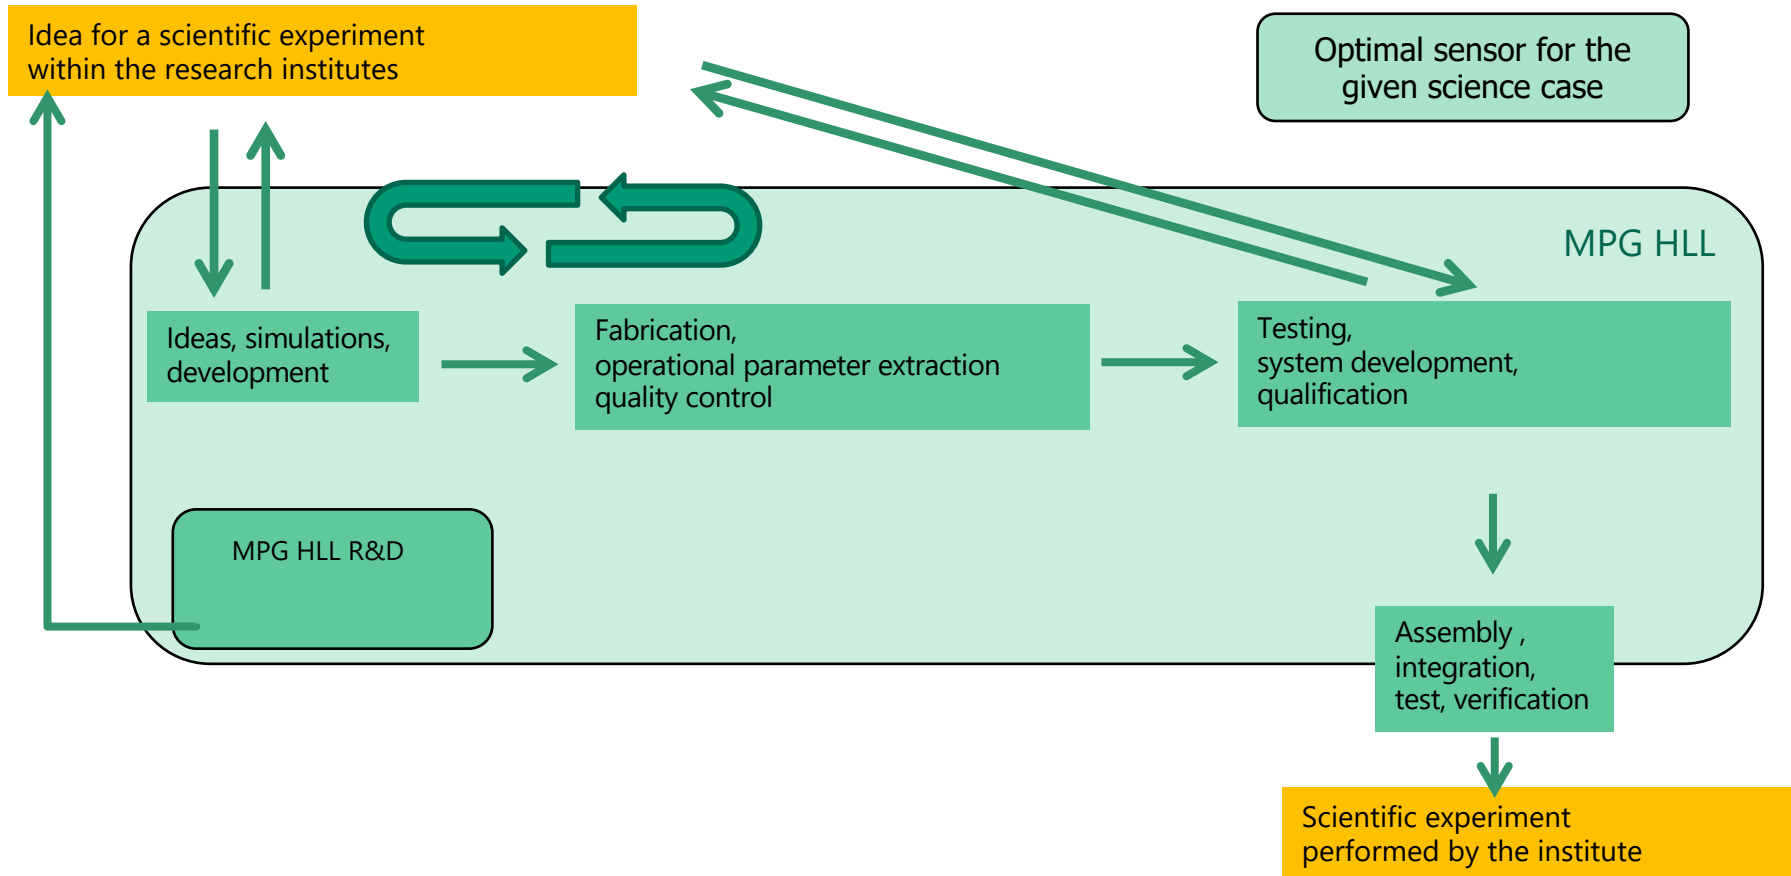 Idea for a scientific experiment
within the research institutes
Optimal sensor for the
given science case
MPG HLL
Ideas, simulations,
development
Fabrication,
operational parameter extraction
quality control
Testing,
system development,
qualification
MPG HLL R&D
Assembly ,
integration,
test, verification
Scientific experiment
performed by the institute